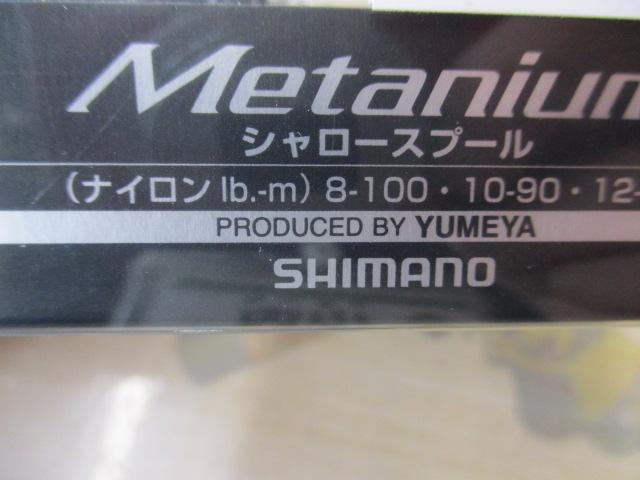 Metanium
シャロースプール
(ナイロン lb.-m) 8-100・10-90・12-
PRODUCED BY YUMEYA
SHIMANO